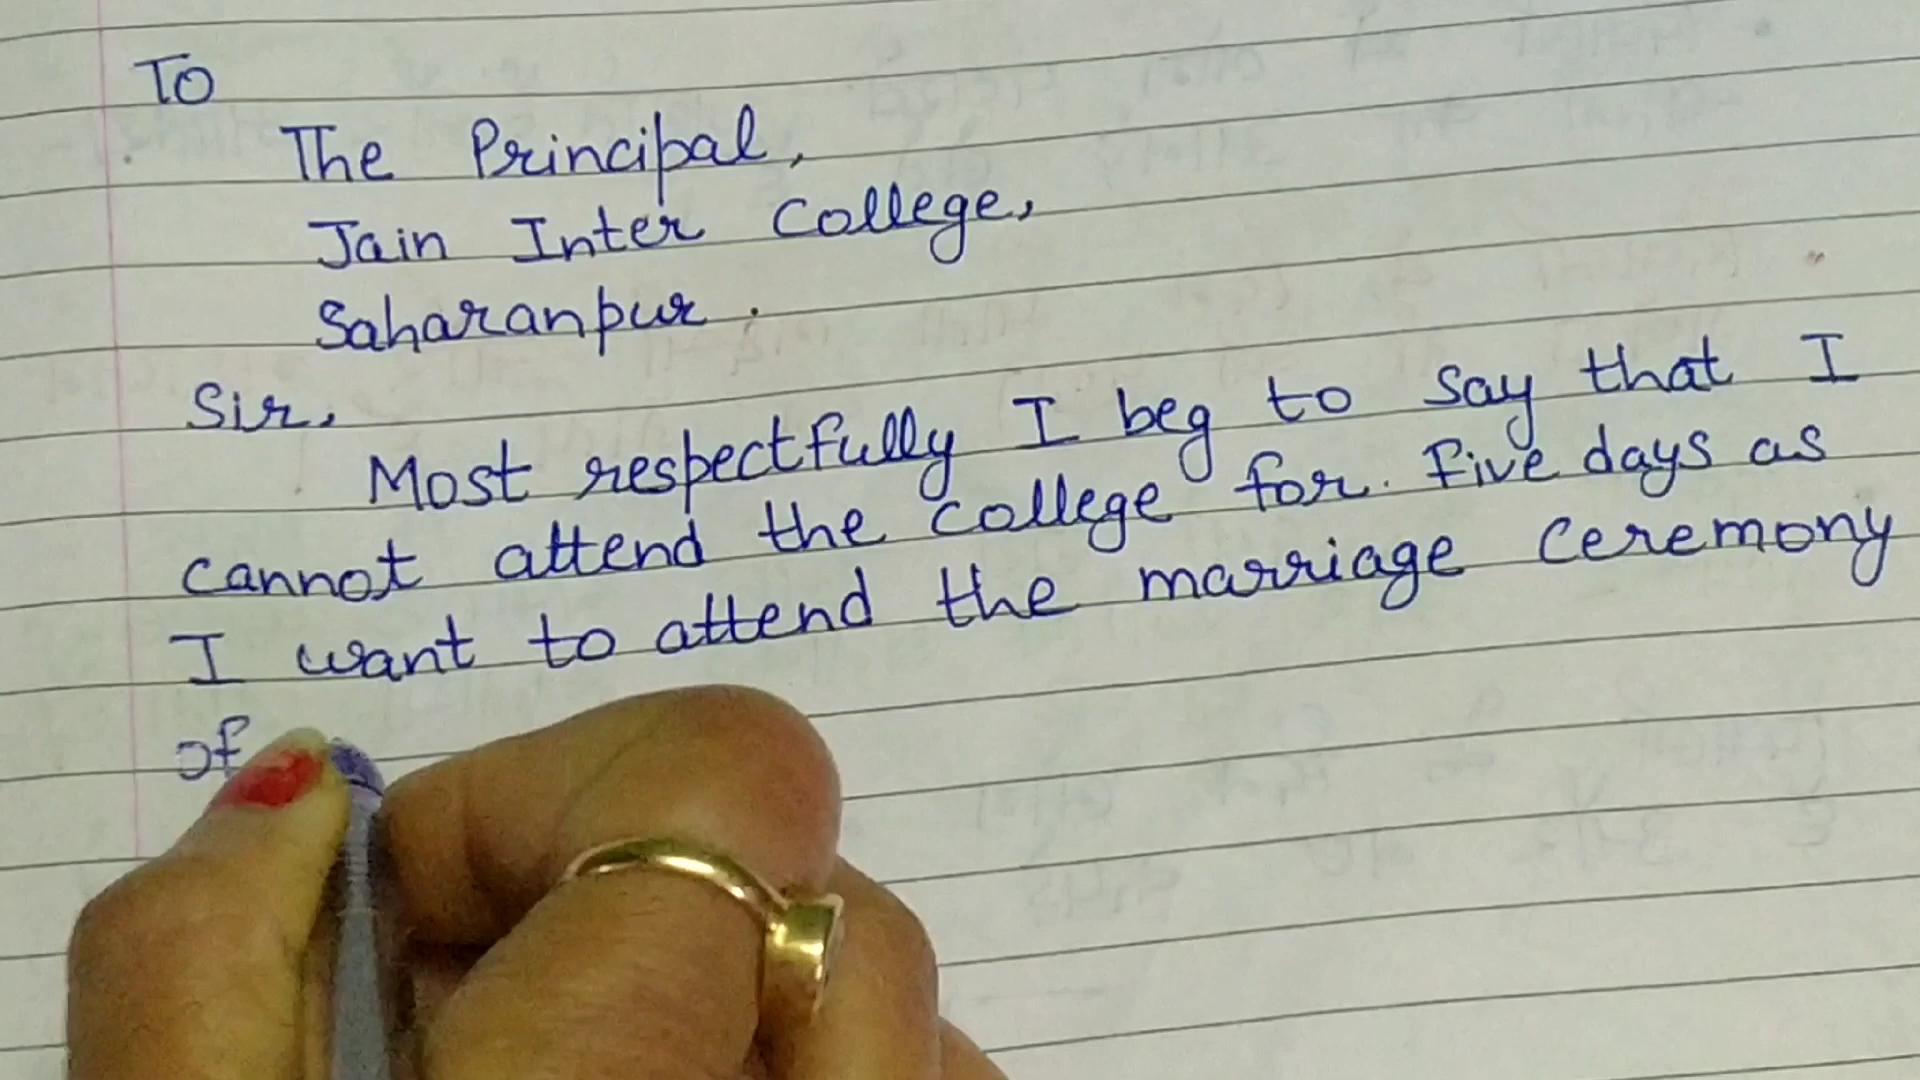 To
The Principal,
Jain Inter College,
Saharanpur.
Sir,
Most respectfully I beg to say that I
cannot attend the college for. five days as
I want to attend the marriage ceremony
of